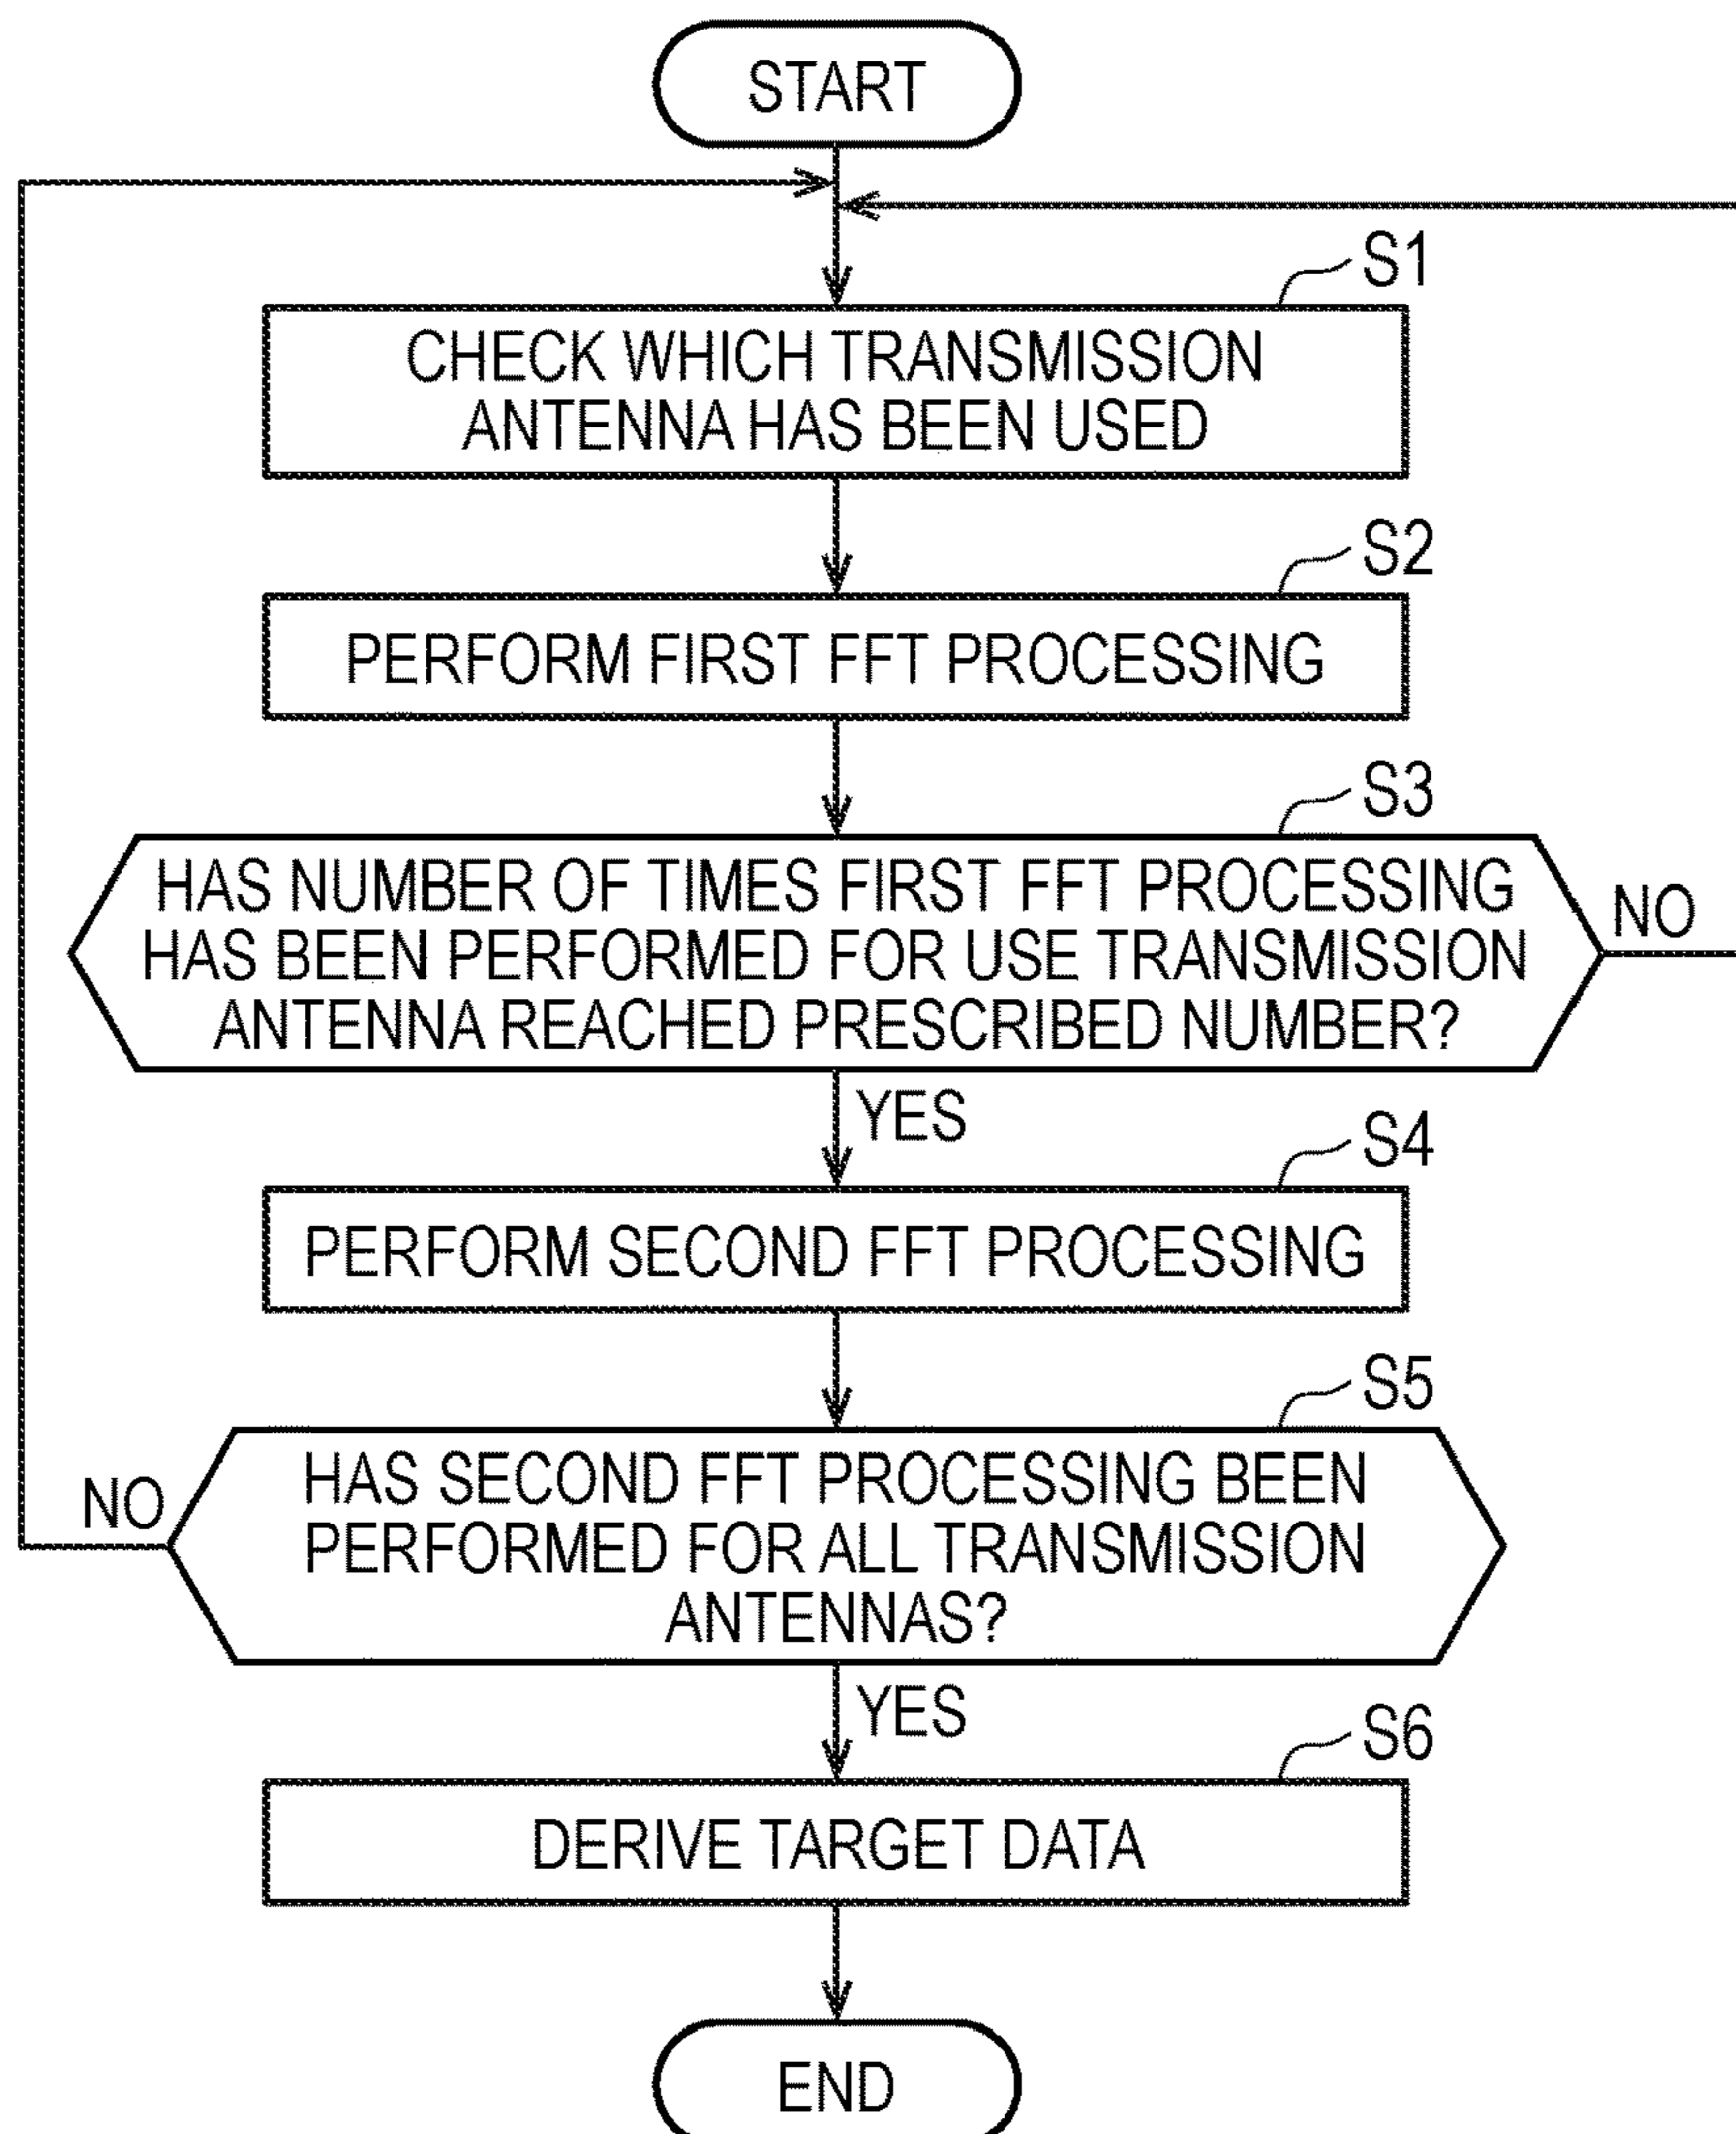 START
S1
CHECK WHICH TRANSMISSION
ANTENNA HAS BEEN USED
S2
PERFORM FIRST FFT PROCESSING
S3
HAS NUMBER OF TIMES FIRST FFT PROCESSING
HAS BEEN PERFORMED FOR USE TRANSMISSION
ANTENNA REACHED PRESCRIBED NUMBER?
NO
YES
S4
PERFORM SECOND FFT PROCESSING
S5
HAS SECOND FFT PROCESSING BEEN
PERFORMED FOR ALL TRANSMISSION
ANTENNAS?
NO
YES
S6
DERIVE TARGET DATA
END